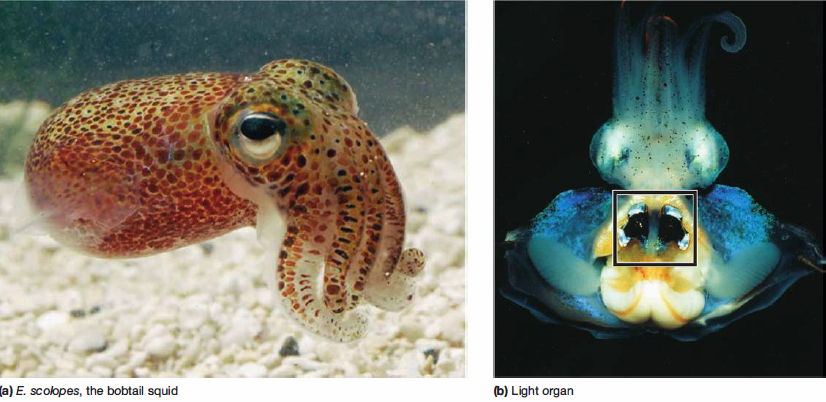 (a) E. scolopes, the bobtail squid
(b) Light organ